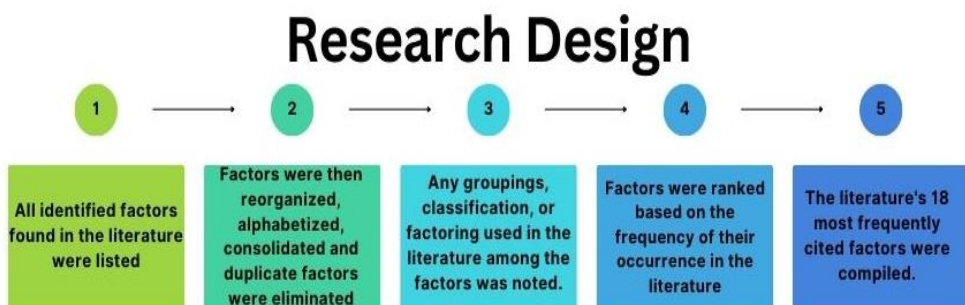 Research Design
1
2
3
4
5
All identified factors
found in the literature
were listed
Factors were then
reorganized,
alphabetized,
consolidated and
duplicate factors
were eliminated
Any groupings,
classification, or
factoring used in the
literature among the
factors was noted.
Factors were ranked
based on the
frequency of their
occurrence in the
literature
The literature's 18
most frequently
cited factors were
compiled.